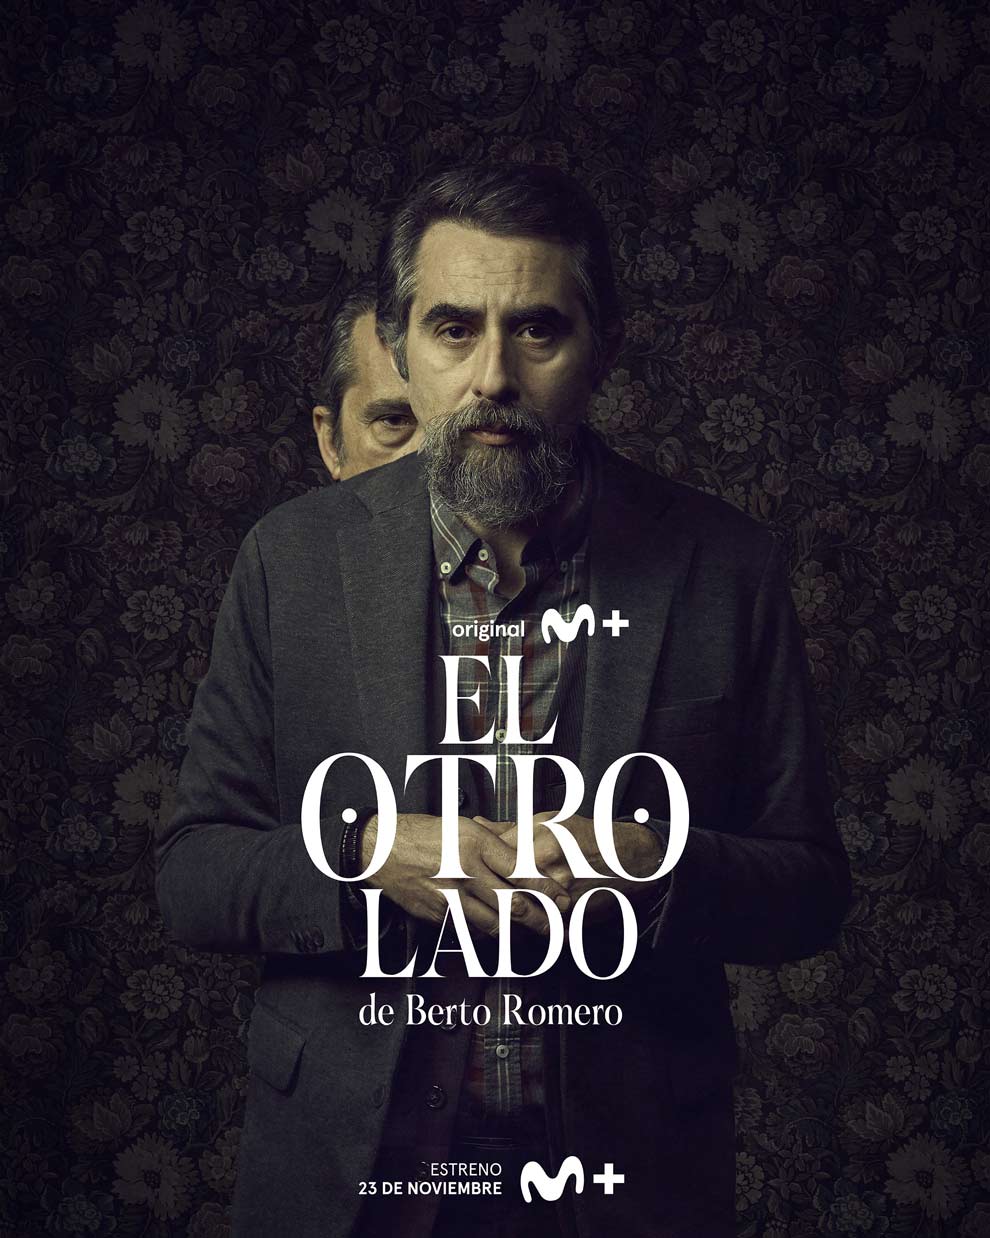 original M+
EL
OTRO
LADO
de Berto Romero
ESTRENO
23 DE NOVIEMBRE M+